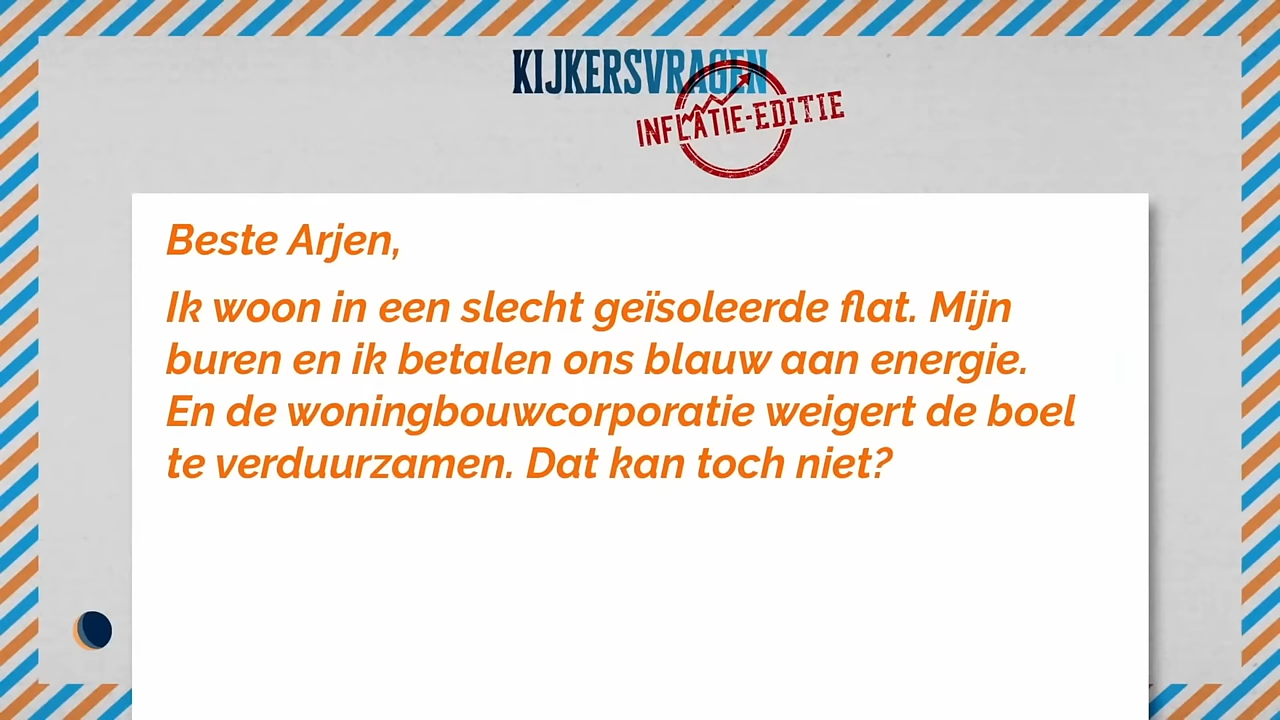 KIJKERSVRAGEN
INFLATIE-EDITIE
Beste Arjen,
Ik woon in een slecht geïsoleerde flat. Mijn
buren en ik betalen ons blauw aan energie.
En de woningbouwcorporatie weigert de boel
te verduurzamen. Dat kan toch niet?